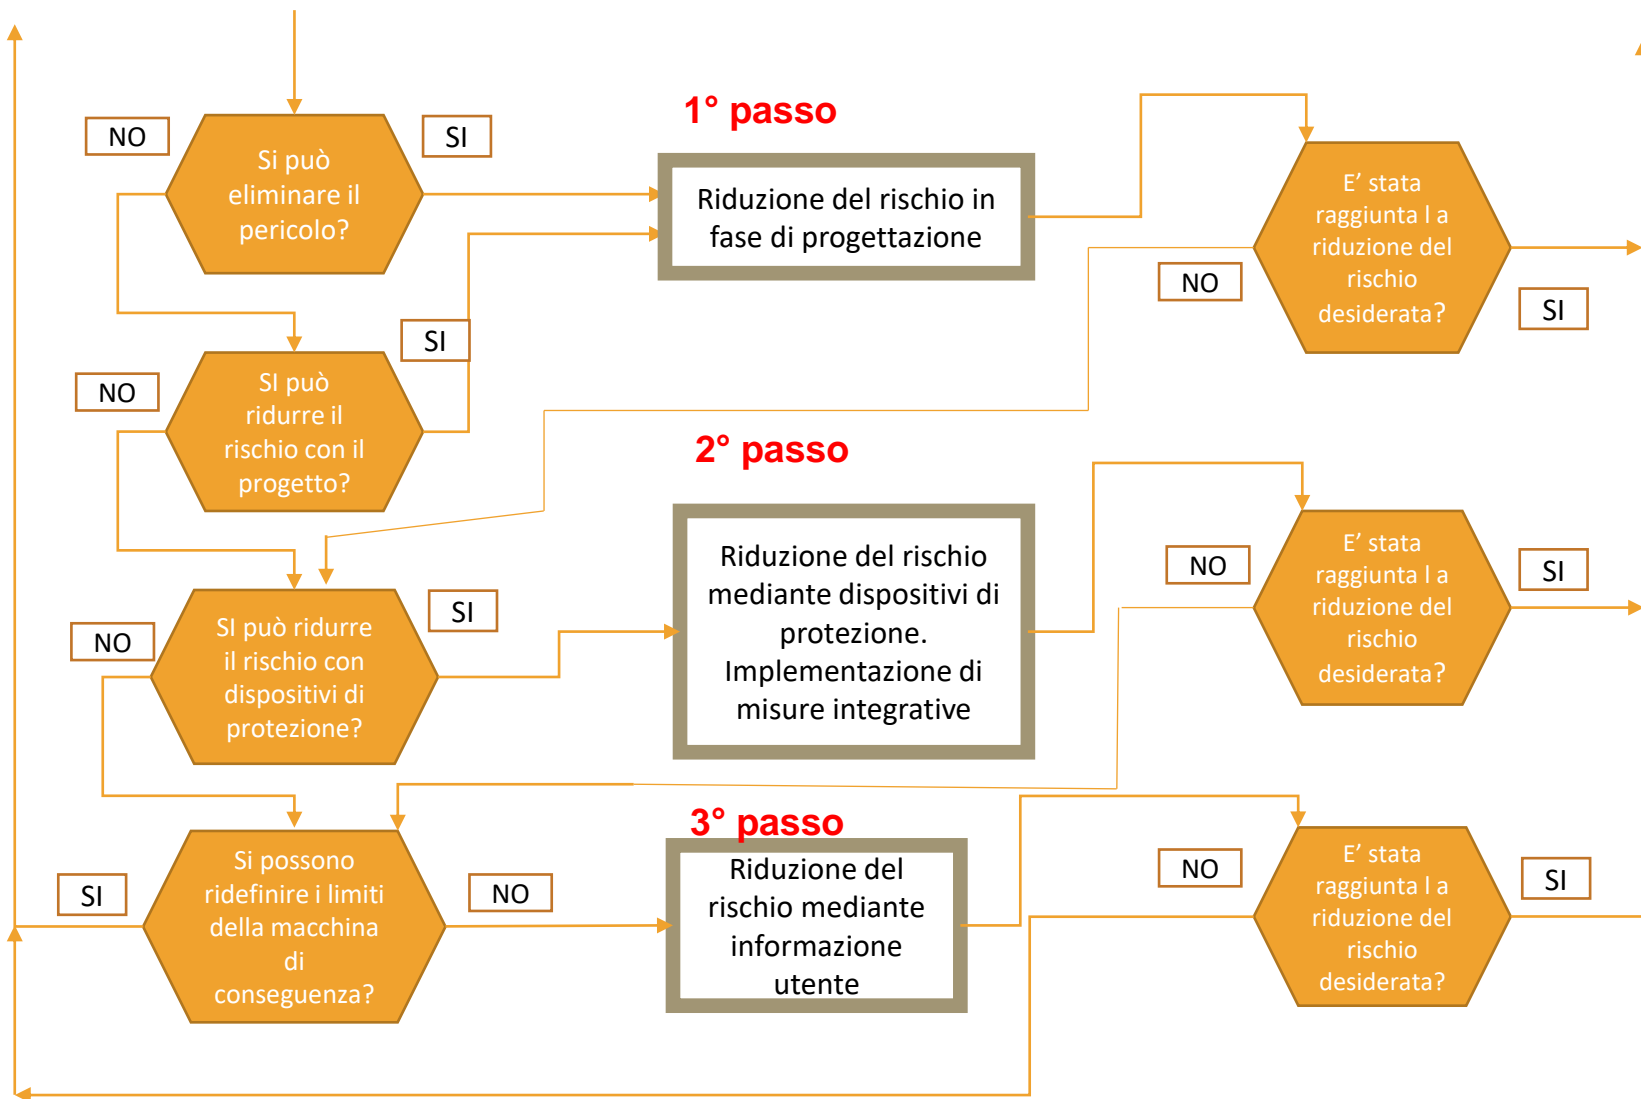 1° passo
NO
SI
Si può
eliminare il
pericolo?
Riduzione del rischio in
fase di progettazione
E’ stata
raggiunta l a
riduzione del
rischio
desiderata?
NO
SI
SI
NO
SI può
ridurre il
rischio con il
progetto?
2° passo
Riduzione del rischio
mediante dispositivi di
protezione.
Implementazione di
misure integrative
E’ stata
raggiunta l a
riduzione del
rischio
desiderata?
NO
SI
SI
NO
SI può ridurre
il rischio con
dispositivi di
protezione?
3° passo
SI
Si possono
ridefinire i limiti
della macchina
di
conseguenza?
NO
Riduzione del
rischio mediante
informazione
utente
NO
E’ stata
raggiunta l a
riduzione del
rischio
desiderata?
SI